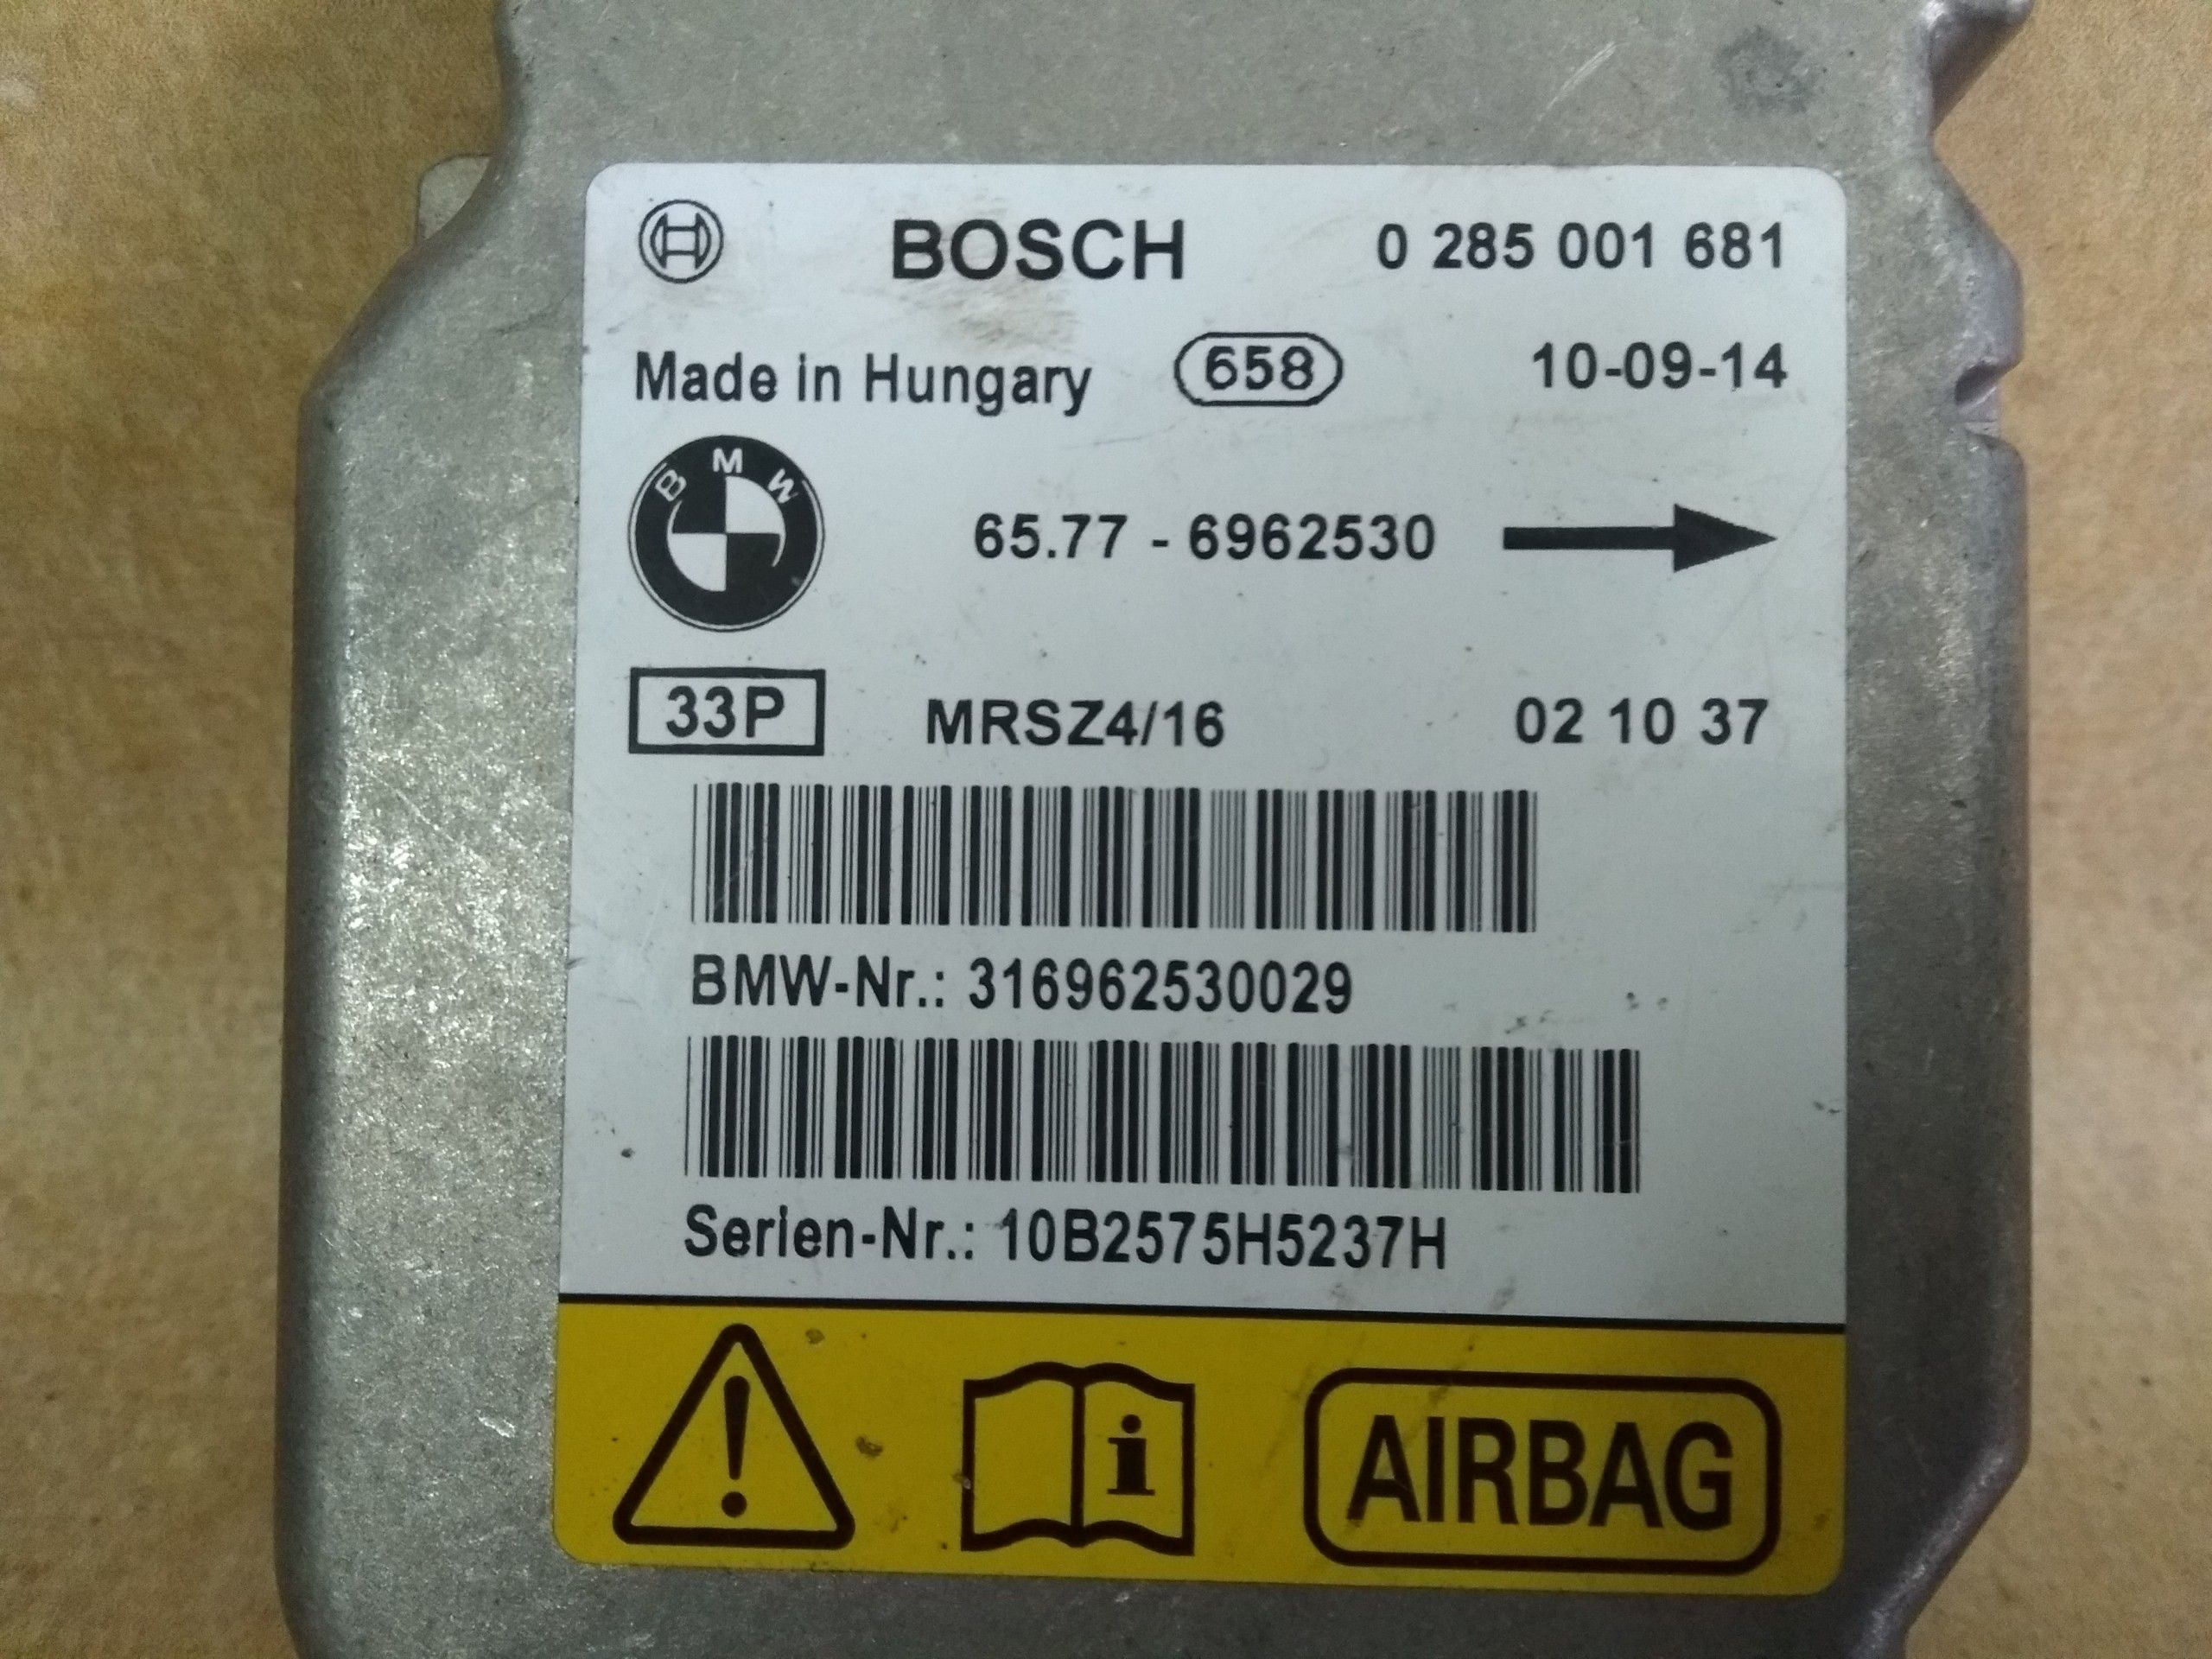 BOSCH 0 285 001 681
Made in Hungary 658 10-09-14
BMW
65.77 - 6962530
33P MRSZ4/16 02 10 37
BMW-Nr.: 316962530029
Serien-Nr.: 10B2575H5237H
AIRBAG